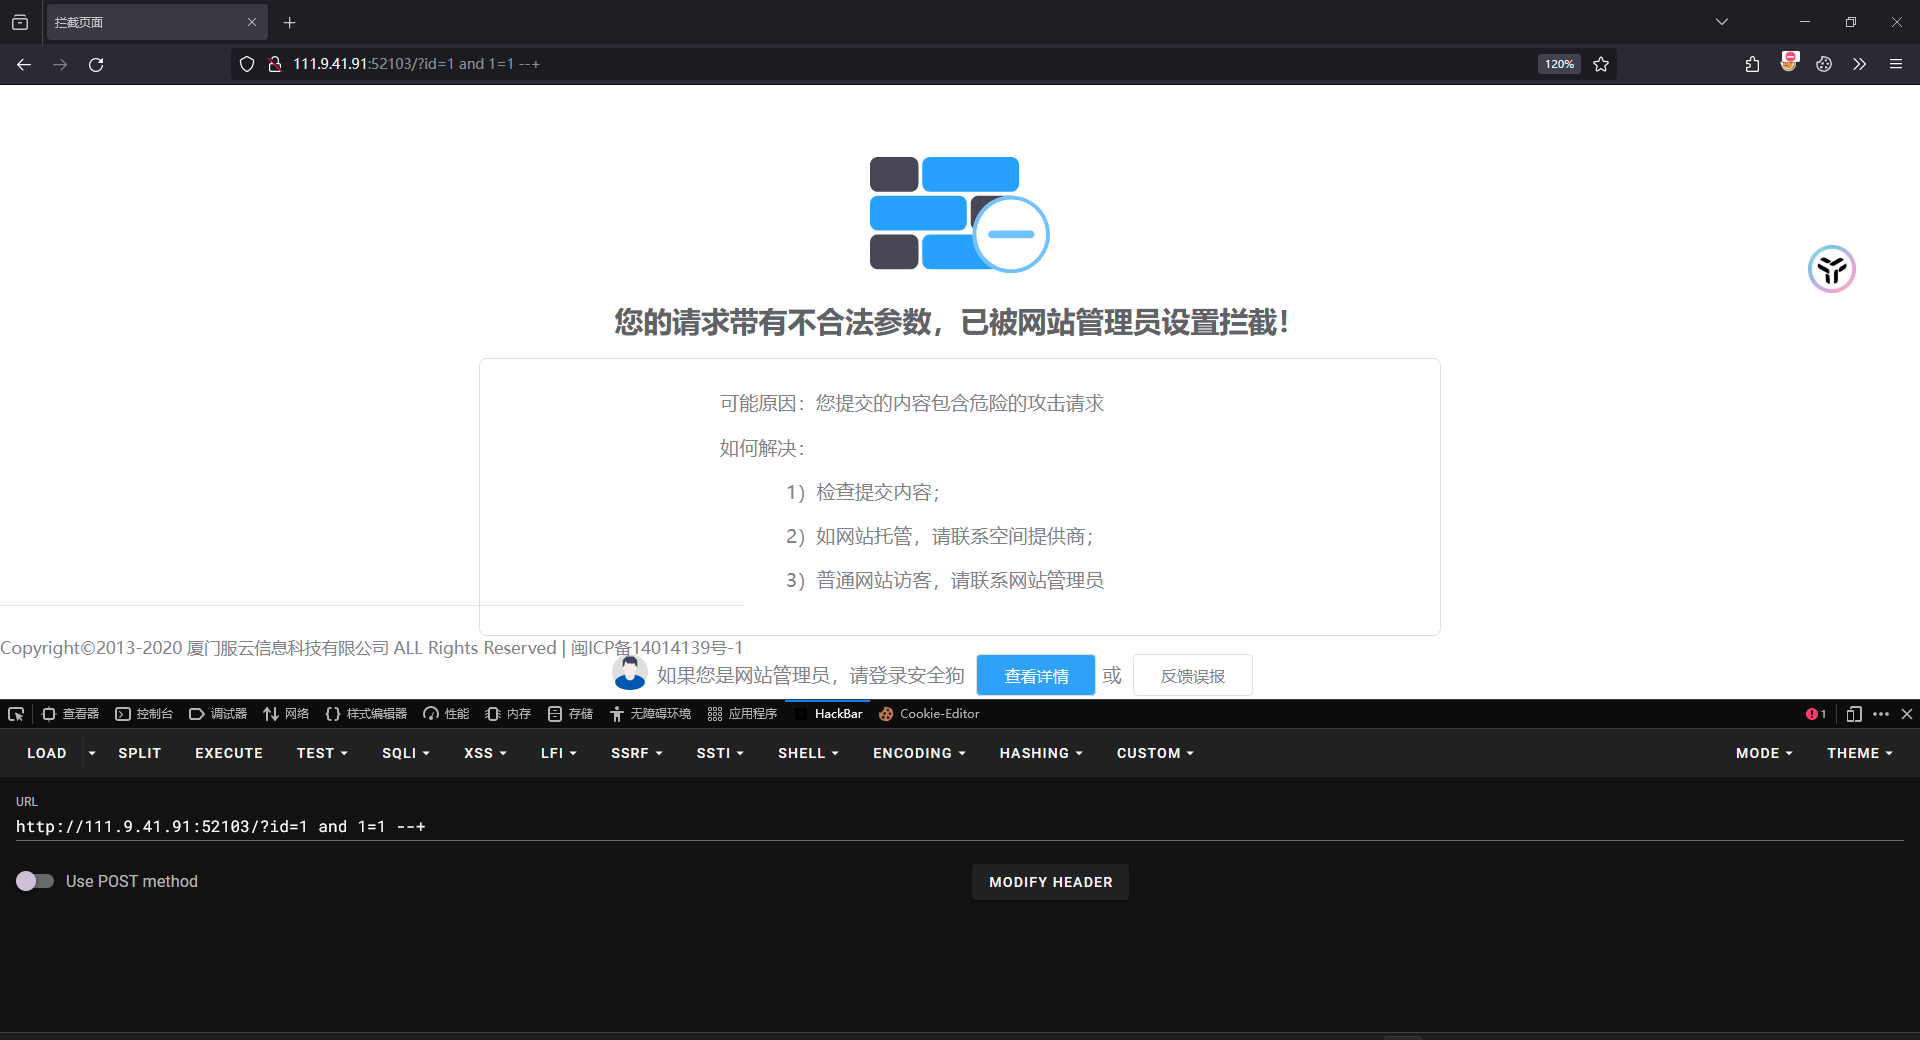 拦截页面
111.9.41.91:52103/?id=1 and 1=1 --+
120%
您的请求带有不合法参数，已被网站管理员设置拦截！
可能原因：您提交的内容包含危险的攻击请求
如何解决：
1）检查提交内容；
2）如网站托管，请联系空间提供商；
3）普通网站访客，请联系网站管理员
Copyright©2013-2020 厦门服云信息科技有限公司 ALL Rights Reserved | 闽ICP备14014139号-1
如果您是网站管理员，请登录安全狗 查看详情 或 反馈误报
查看器 控制台 调试器 网络 样式编辑器 性能 内存 存储 无障碍环境 应用程序 HackBar Cookie-Editor 1
LOAD SPLIT EXECUTE TEST SQLI XSS LFI SSRF SSTI SHELL ENCODING HASHING CUSTOM MODE THEME
URL
http://111.9.41.91:52103/?id=1 and 1=1 --+
Use POST method MODIFY HEADER